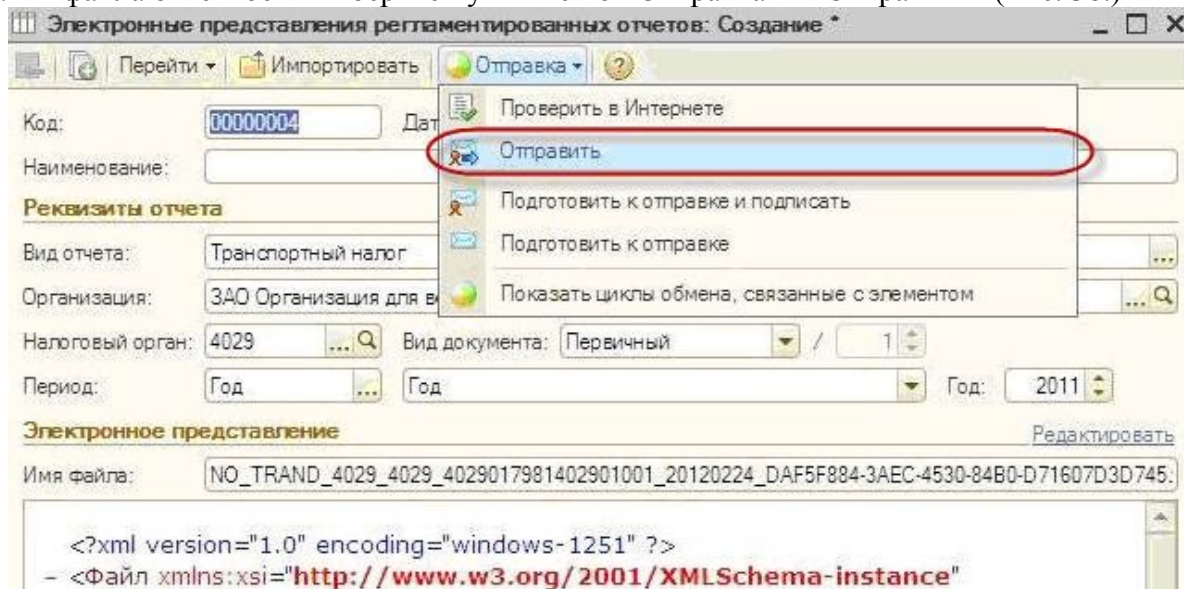 Электронные представления регламентированных отчетов: Создание *
Перейти Импортировать Отправка
Проверить в Интернете
Отправить
Подготовить к отправке и подписать
Подготовить к отправке
Показать циклы обмена, связанные с элементом
Код: 00000004 Дат
Наименование:
Реквизиты отчета
Вид отчета: Транспортный налог ...
Организация: ЗАО Организация для в ...
Налоговый орган: 4029 ... Вид документа: Первичный / 1
Период: Год ... Год Год: 2011
Электронное представление Редактировать
Имя файла: NO_TRAND_4029_4029_4029017981402901001_20120224_DAF5F884-3AEC-4530-84B0-D71607D3D745.
<?xml version="1.0" encoding="windows-1251" ?>
- <Файл xmlns:xsi="http://www.w3.org/2001/XMLSchema-instance"